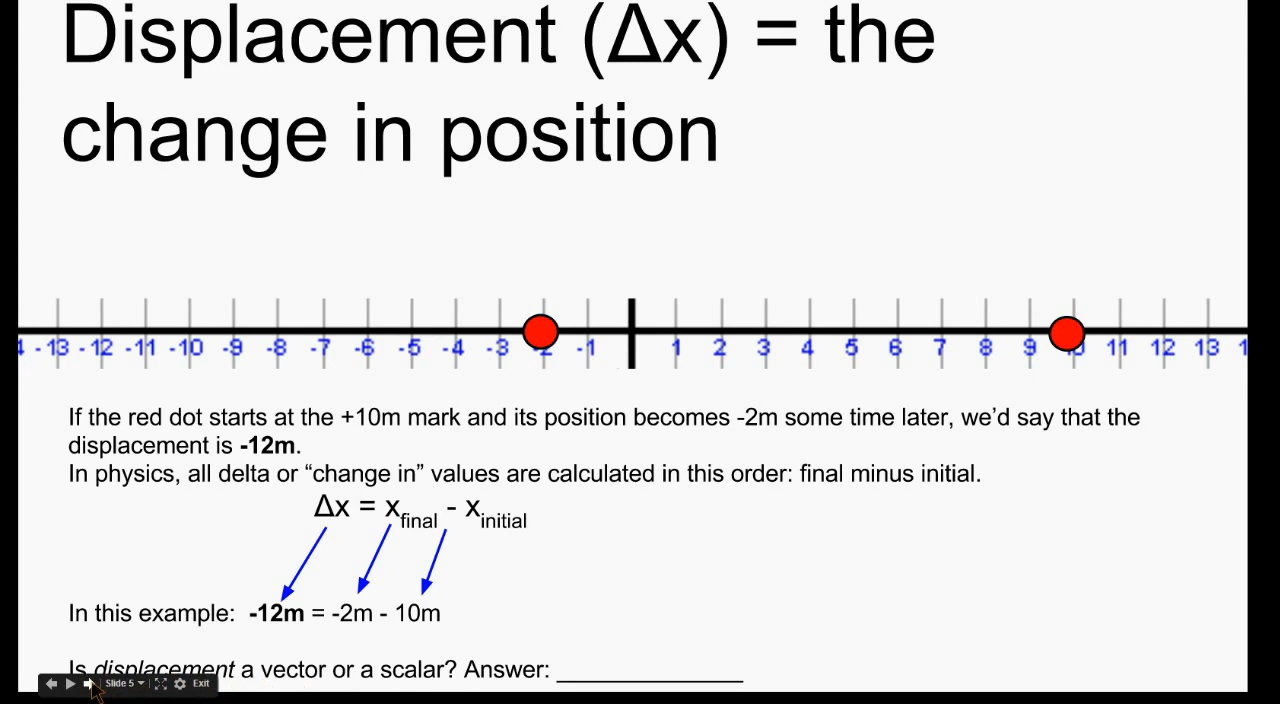 Displacement (Δx) = the
change in position
-13 -12 -11 -10 -9 -8 -7 -6 -5 -4 -3 -2 -1 1 2 3 4 5 6 7 8 9 10 11 12 13
If the red dot starts at the +10m mark and its position becomes -2m some time later, we’d say that the
displacement is -12m.
In physics, all delta or “change in” values are calculated in this order: final minus initial.
Δx = xfinal - xinitial
In this example: -12m = -2m - 10m
Is displacement a vector or a scalar? Answer: _______________
Slide 5 Exit